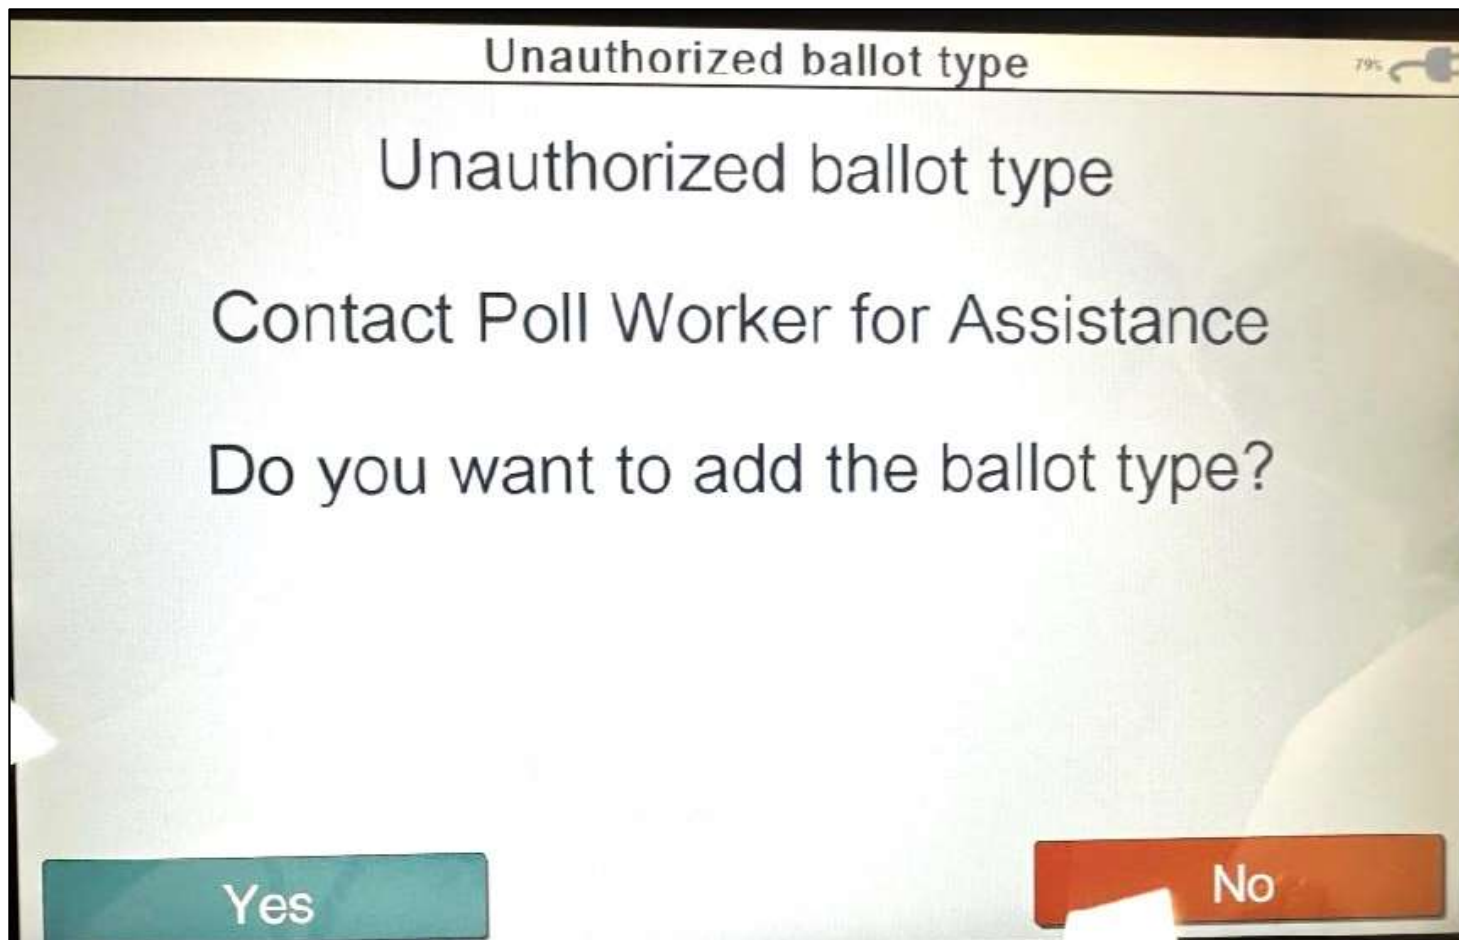 Unauthorized ballot type
79%
Unauthorized ballot type
Contact Poll Worker for Assistance
Do you want to add the ballot type?
Yes
No